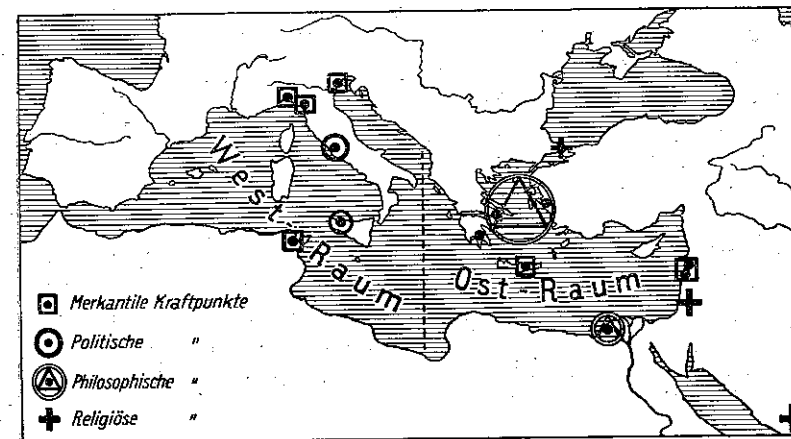 West-Raum
Ost-Raum
Merkantile Kraftpunkte
Politische "
Philosophische "
Religiöse "